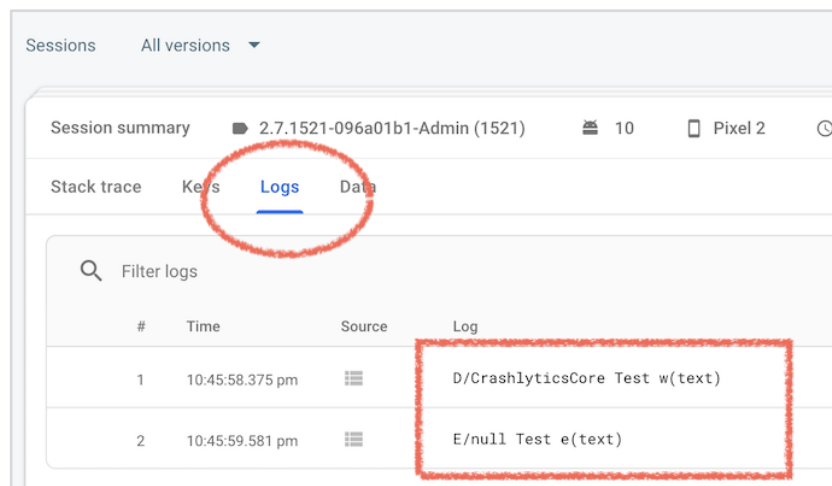 Sessions All versions
Session summary 2.7.1521-096a01b1-Admin (1521) 10 Pixel 2
Stack trace Keys Logs Data
Filter logs
# Time Source Log
1 10:45:58.375 pm D/CrashlyticsCore Test w(text)
2 10:45:59.581 pm E/null Test e(text)